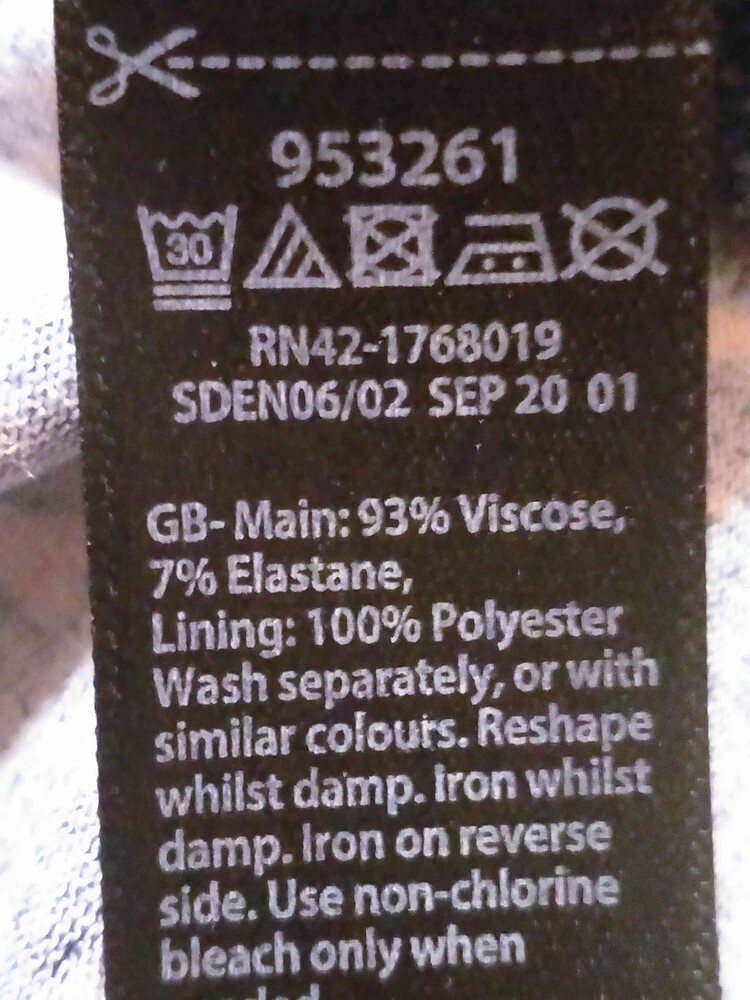 953261
30
RN42-1768019
SDEN06/02 SEP 20 01
GB- Main: 93% Viscose,
7% Elastane,
Lining: 100% Polyester
Wash separately, or with
similar colours. Reshape
whilst damp. Iron whilst
damp. Iron on reverse
side. Use non-chlorine
bleach only when